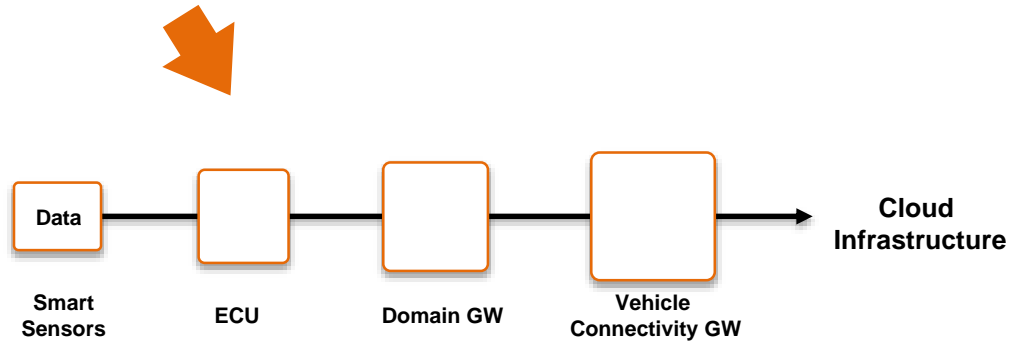 Data
Cloud
Infrastructure
Smart
Sensors
ECU
Domain GW
Vehicle
Connectivity GW